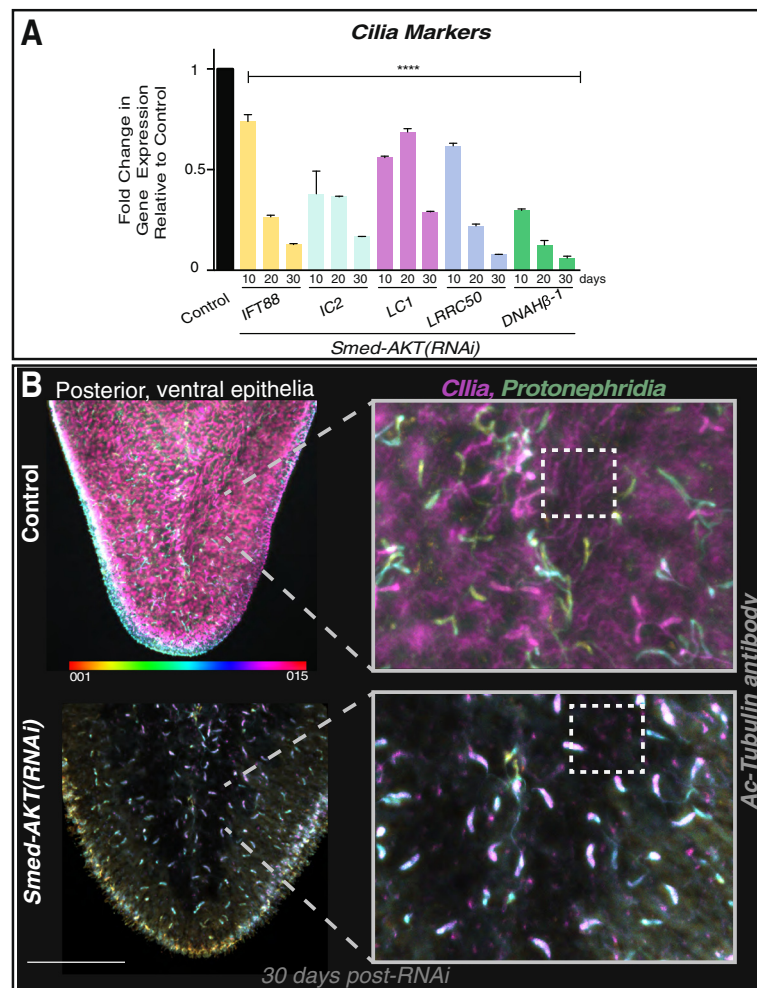 A
Cilia Markers
****
Fold Change in
Gene Expression
Relative to Control
1
0.5
0
10 20 30 10 20 30 10 20 30 10 20 30 10 20 30 days
Control
IFT88
IC2
LC1
LRRC50
DNAHβ-1
Smed-AKT(RNAi)
B
Posterior, ventral epithelia
CIlia, Protonephridia
Control
001
015
Smed-AKT(RNAi)
Ac-Tubulin antibody
30 days post-RNAi